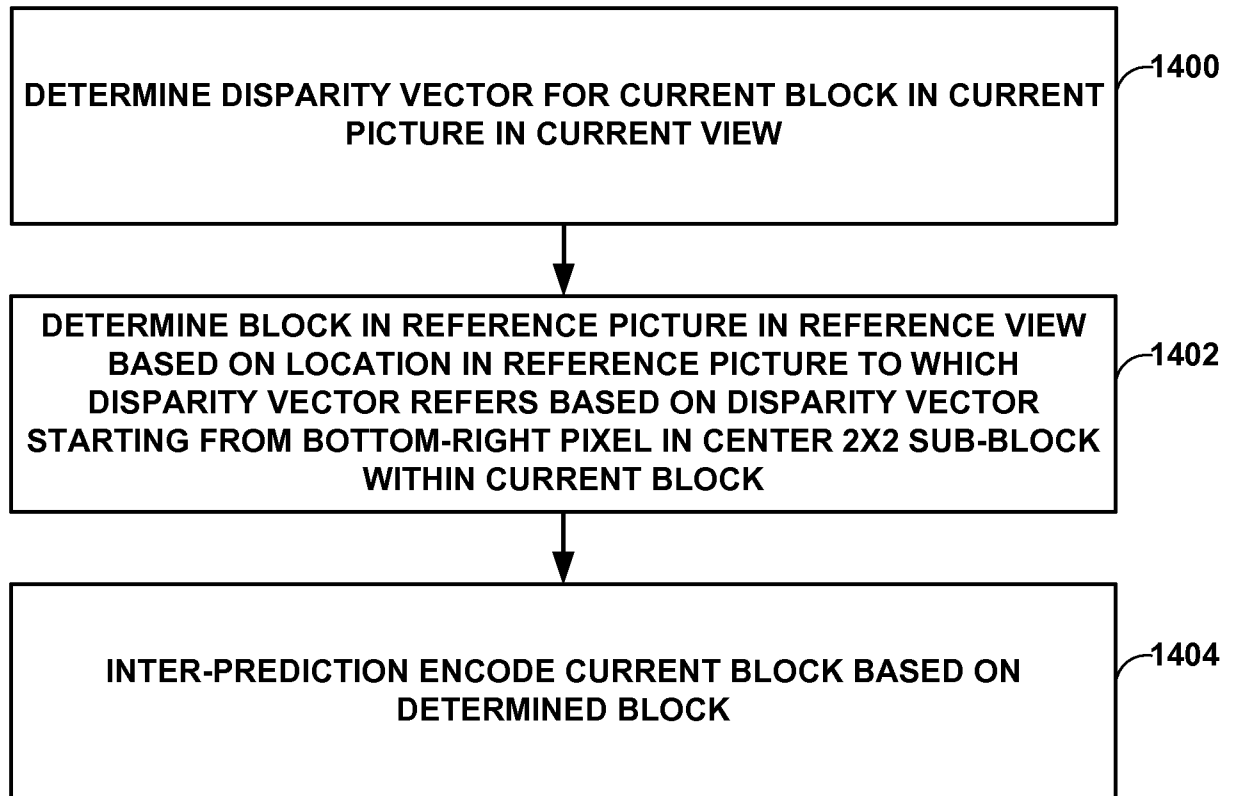 DETERMINE DISPARITY VECTOR FOR CURRENT BLOCK IN CURRENT
PICTURE IN CURRENT VIEW
1400
DETERMINE BLOCK IN REFERENCE PICTURE IN REFERENCE VIEW
BASED ON LOCATION IN REFERENCE PICTURE TO WHICH
DISPARITY VECTOR REFERS BASED ON DISPARITY VECTOR
STARTING FROM BOTTOM-RIGHT PIXEL IN CENTER 2X2 SUB-BLOCK
WITHIN CURRENT BLOCK
1402
INTER-PREDICTION ENCODE CURRENT BLOCK BASED ON
DETERMINED BLOCK
1404